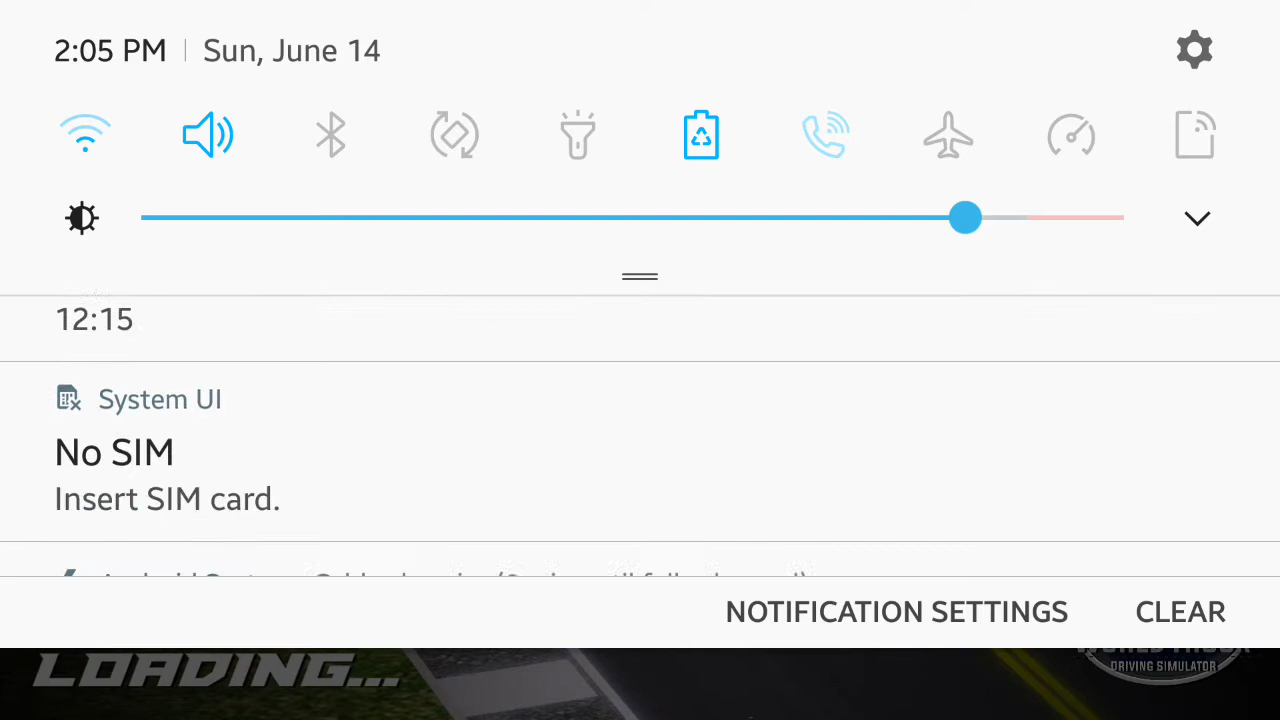 2:05 PM | Sun, June 14
12:15
System UI
No SIM
Insert SIM card.
NOTIFICATION SETTINGS CLEAR
LOADING...
DRIVING SIMULATOR